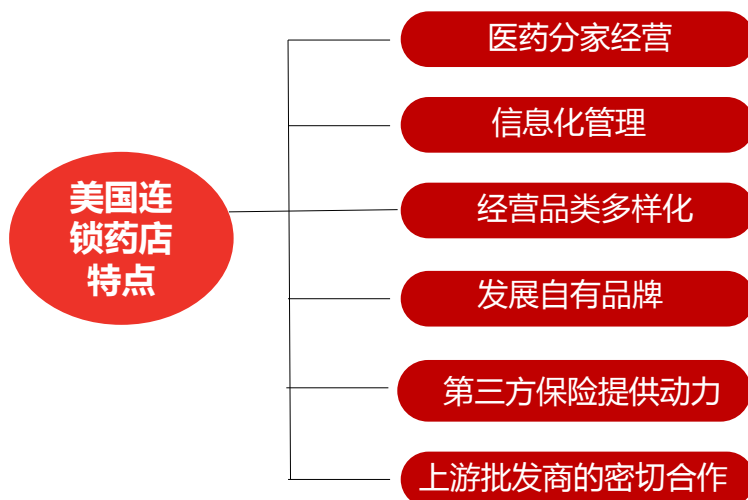 医药分家经营
信息化管理
美国连
锁药店
特点
经营品类多样化
发展自有品牌
第三方保险提供动力
上游批发商的密切合作